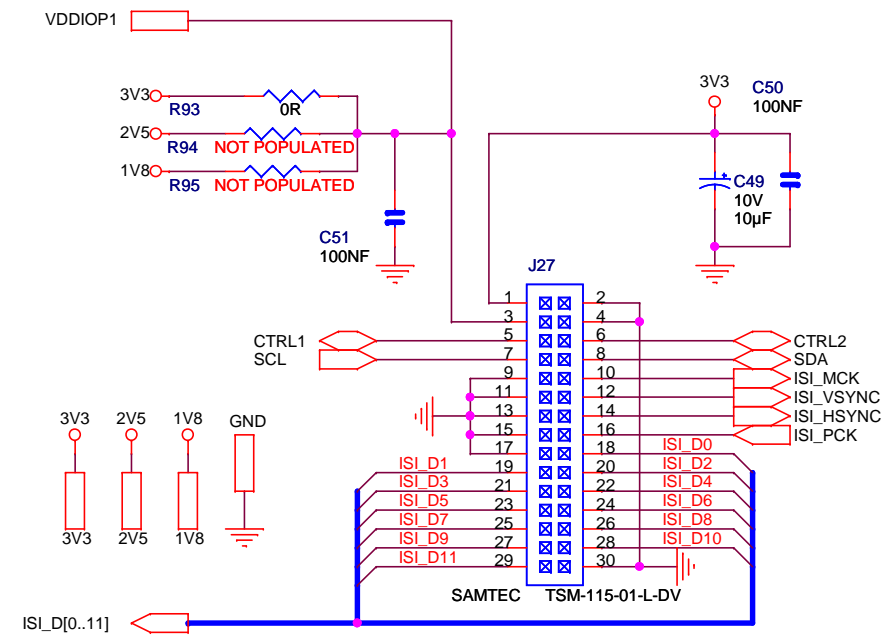 VDDIOP1
3V3
R93
0R
2V5
R94
NOT POPULATED
1V8
R95
NOT POPULATED
C51
100NF
3V3
C50
100NF
C49
10V
10µF
J27
1 2
3 4
CTRL1 5 6 CTRL2
SCL 7 8 SDA
9 10 ISI_MCK
11 12 ISI_VSYNC
13 14 ISI_HSYNC
15 16 ISI_PCK
17 18 ISI_D0
ISI_D1 19 20 ISI_D2
ISI_D3 21 22 ISI_D4
ISI_D5 23 24 ISI_D6
ISI_D7 25 26 ISI_D8
ISI_D9 27 28 ISI_D10
ISI_D11 29 30
SAMTEC TSM-115-01-L-DV
3V3 2V5 1V8 GND
3V3 2V5 1V8
ISI_D[0..11]